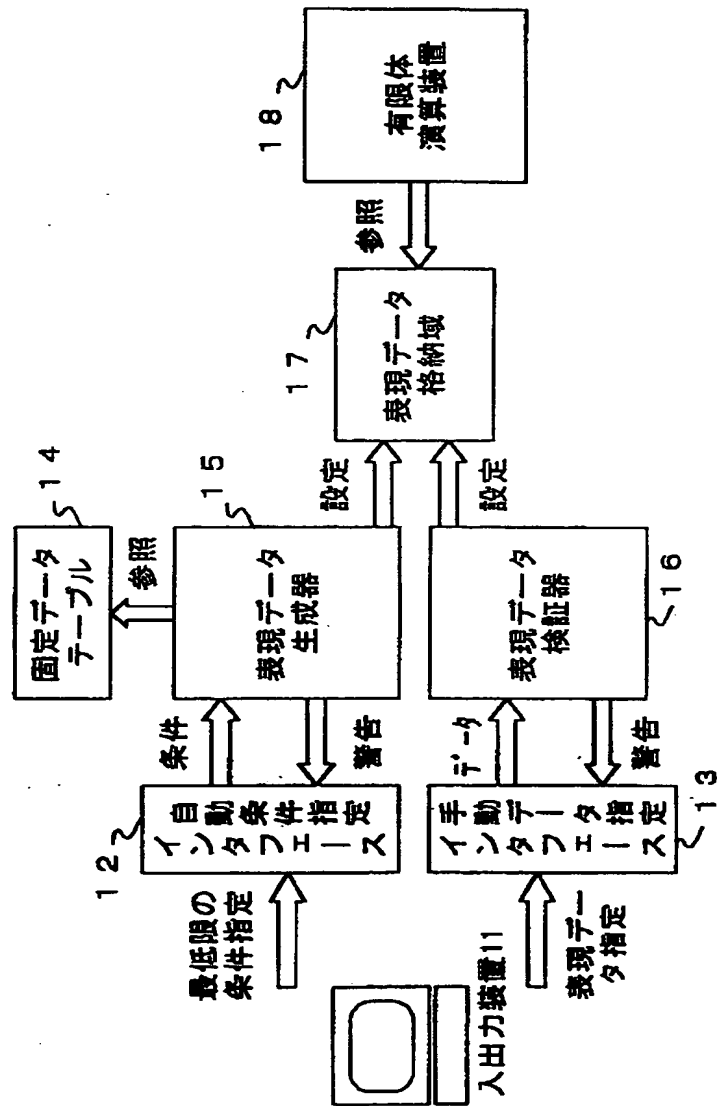 入出力装置11
最低限の
条件指定
表現デー
タ指定
12
自動条件指定
インタフェース
手動データ指定
インタフェース
13
条件
警告
データ
警告
14
固定データ
テーブル
参照
15
表現データ
生成器
表現データ
検証器
16
設定
設定
17
表現データ
格納域
参照
18
有限体
演算装置